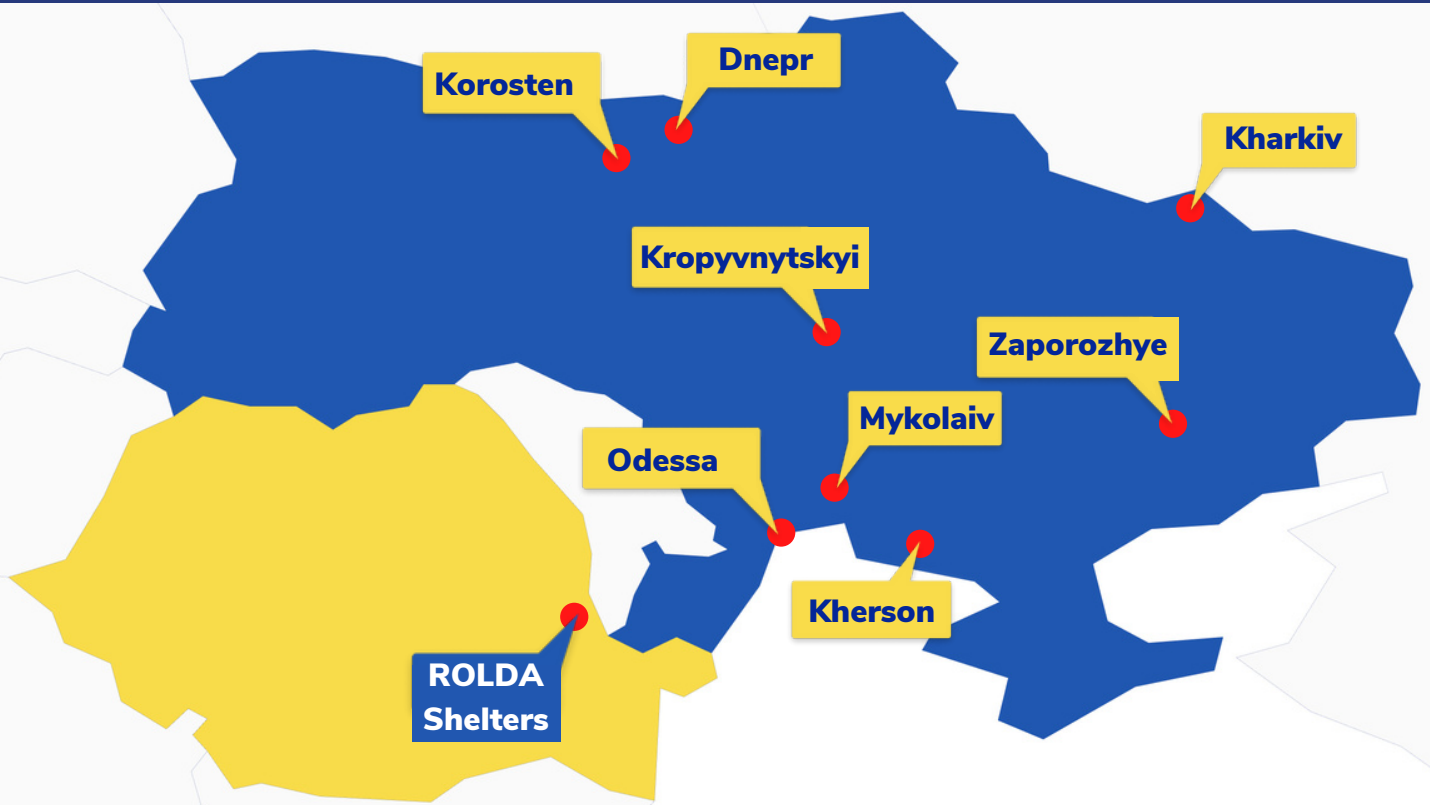 Dnepr
Korosten
Kharkiv
Kropyvnytskyi
Zaporozhye
Mykolaiv
Odessa
Kherson
ROLDA
Shelters